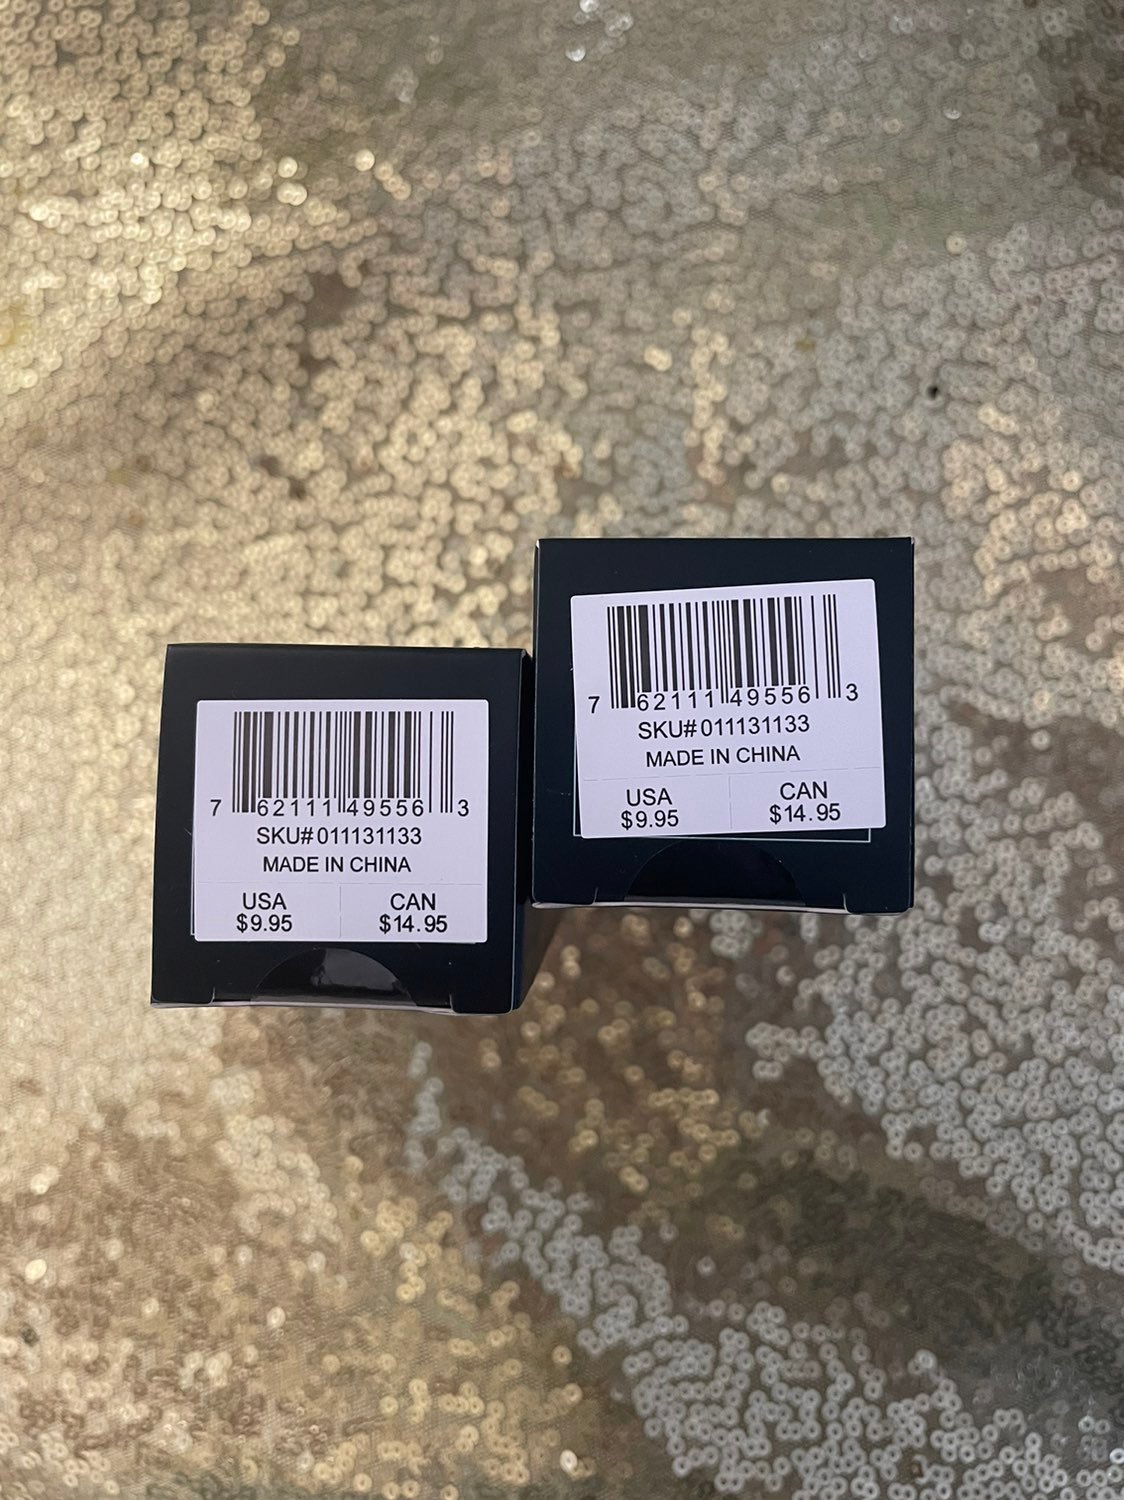 7 62111 49556 3
SKU# 011131133
MADE IN CHINA
USA CAN
$9.95 $14.95
7 62111 49556 3
SKU# 011131133
MADE IN CHINA
USA CAN
$9.95 $14.95